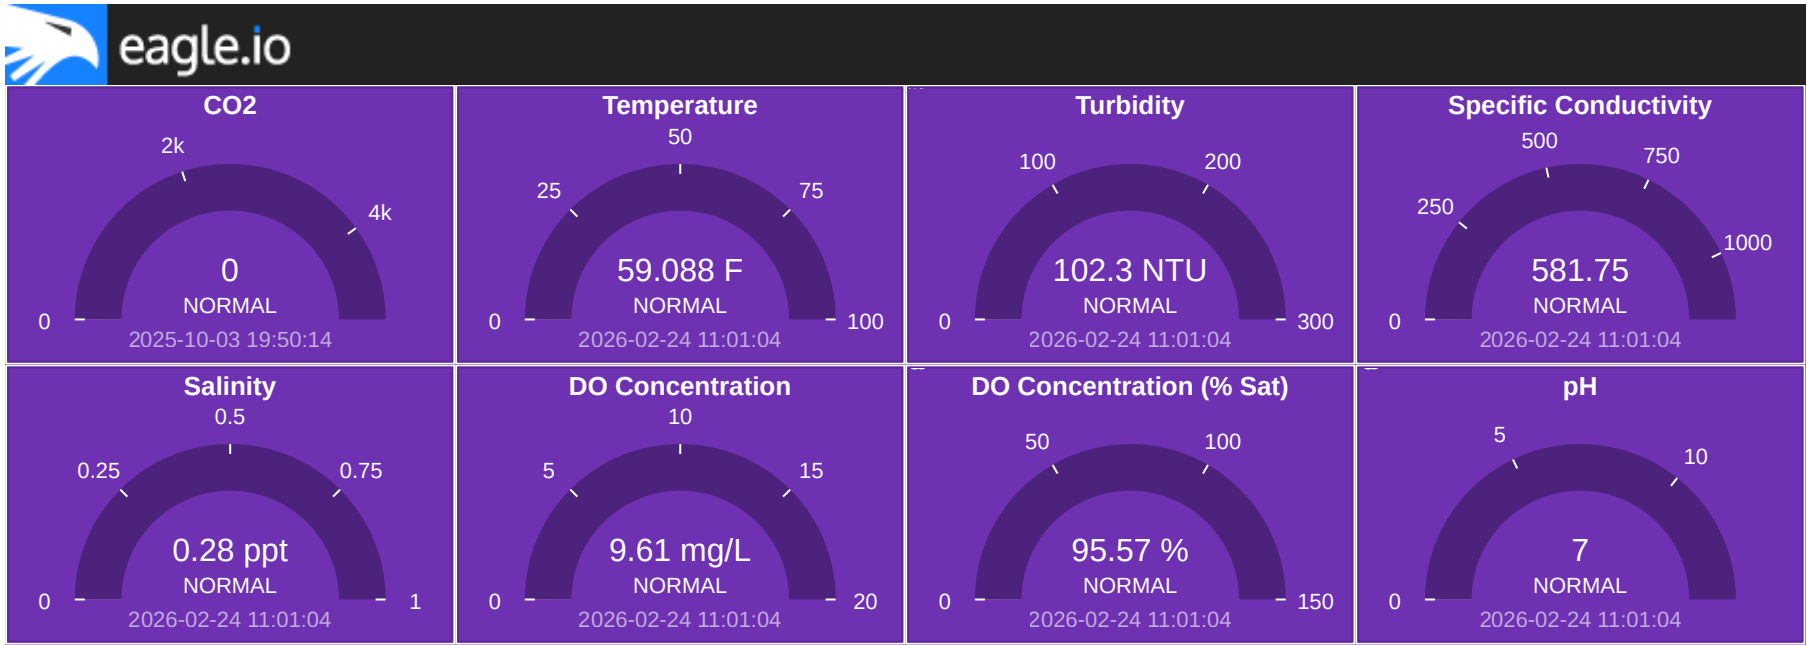 eagle.io
CO2
2k
4k
0
0
NORMAL
2025-10-03 19:50:14
Temperature
50
25
75
59.088 F
NORMAL
0
100
2026-02-24 11:01:04
Turbidity
100
200
102.3 NTU
NORMAL
0
300
2026-02-24 11:01:04
Specific Conductivity
500
750
250
1000
581.75
NORMAL
0
2026-02-24 11:01:04
Salinity
0.5
0.25
0.75
0.28 ppt
NORMAL
0
1
2026-02-24 11:01:04
DO Concentration
10
5
15
9.61 mg/L
NORMAL
0
20
2026-02-24 11:01:04
DO Concentration (% Sat)
50
100
95.57 %
NORMAL
0
150
2026-02-24 11:01:04
pH
5
10
7
NORMAL
0
2026-02-24 11:01:04